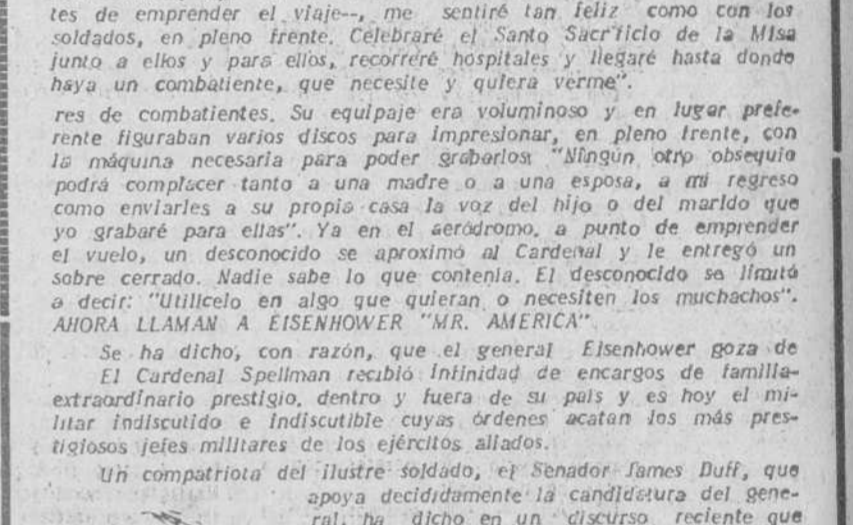 tes de emprender el viaje--, me sentiré tan feliz como con los
soldados, en pleno frente. Celebraré el Santo Sacrificio de la Misa
junto a ellos y para ellos, recorreré hospitales y llegaré hasta donde
haya un combatiente, que necesite y quiera verme".
res de combatientes. Su equipaje era voluminoso y en lugar prefe-
rente figuraban varios discos para impresionar, en pleno frente, con
la máquina necesaria para poder grabarlos: "Ningún otro obsequio
podrá complacer tanto a una madre o a una esposa, a mi regreso
como enviarles a su propia casa la voz del hijo o del marido que
yo grabaré para ellas". Ya en el aeródromo, a punto de emprender
el vuelo, un desconocido se aproximó al Cardenal y le entregó un
sobre cerrado. Nadie sabe lo que contenía. El desconocido se limitó
a decir: "Utilícelo en algo que quieran o necesiten los muchachos".
AHORA LLAMAN A EISENHOWER "MR. AMERICA"
Se ha dicho, con razón, que el general Eisenhower goza de
El Cardenal Spellman recibió infinidad de encargos de familia-
extraordinario prestigio, dentro y fuera de su país y es hoy el mi-
litar indiscutido e indiscutible cuyas órdenes acatan los más pres-
tigiosos jefes militares de los ejércitos aliados.
Un compatriota del ilustre soldado, el Senador James Duff, que
apoya decididamente la candidatura del gene-
ral, ha dicho en un discurso reciente que